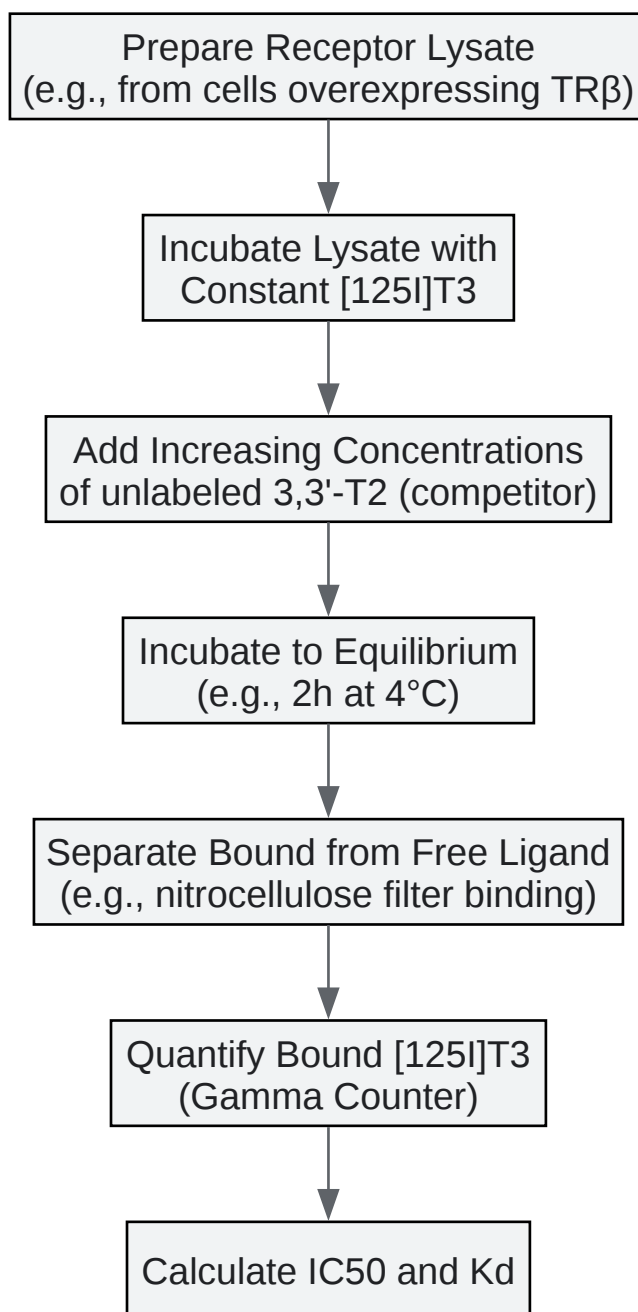 Prepare Receptor Lysate
(e.g., from cells overexpressing TRβ)
Incubate Lysate with
Constant [125I]T3
Add Increasing Concentrations
of unlabeled 3,3'-T2 (competitor)
Incubate to Equilibrium
(e.g., 2h at 4°C)
Separate Bound from Free Ligand
(e.g., nitrocellulose filter binding)
Quantify Bound [125I]T3
(Gamma Counter)
Calculate IC50 and Kd